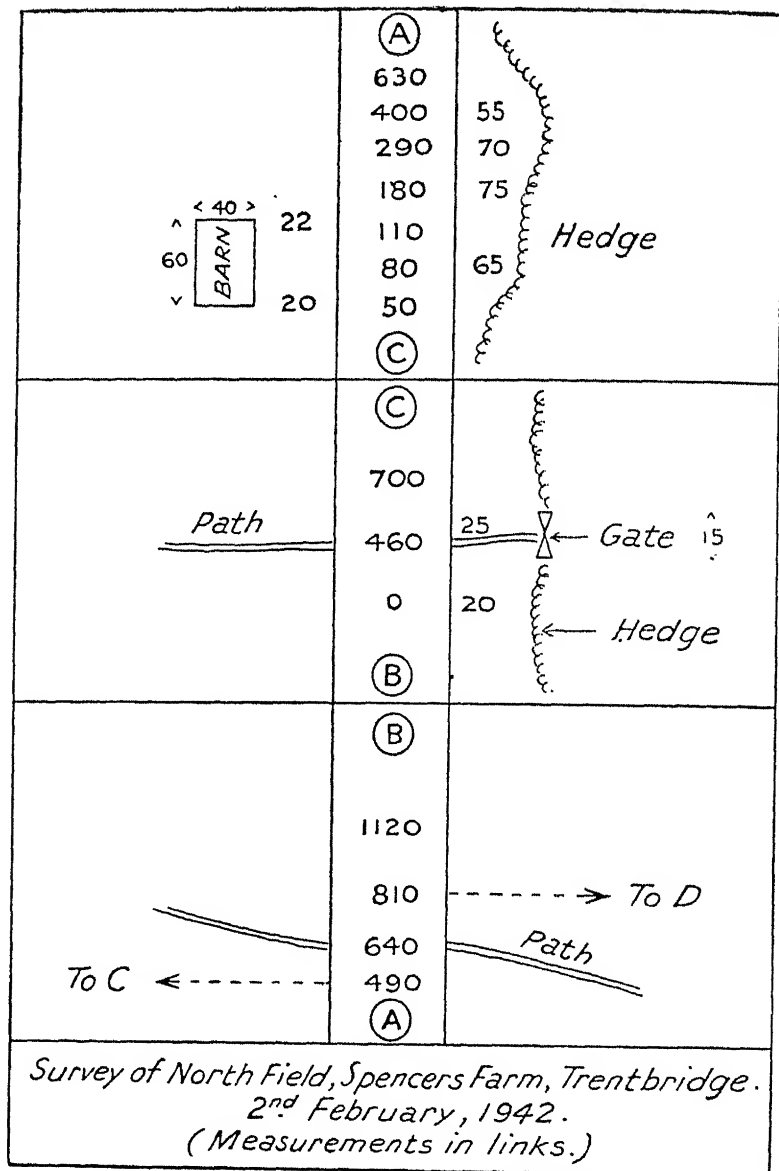 A
630
400 55
290 70
180 75
< 40 > 22 110 Hedge
60 BARN 80 65
20 50
C
C
700
Path 460 25 Gate 15
0 20
Hedge
B
B
1120
810 To D
640 Path
To C 490
A
Survey of North Field, Spencers Farm, Trentbridge.
2nd February, 1942.
(Measurements in links.)